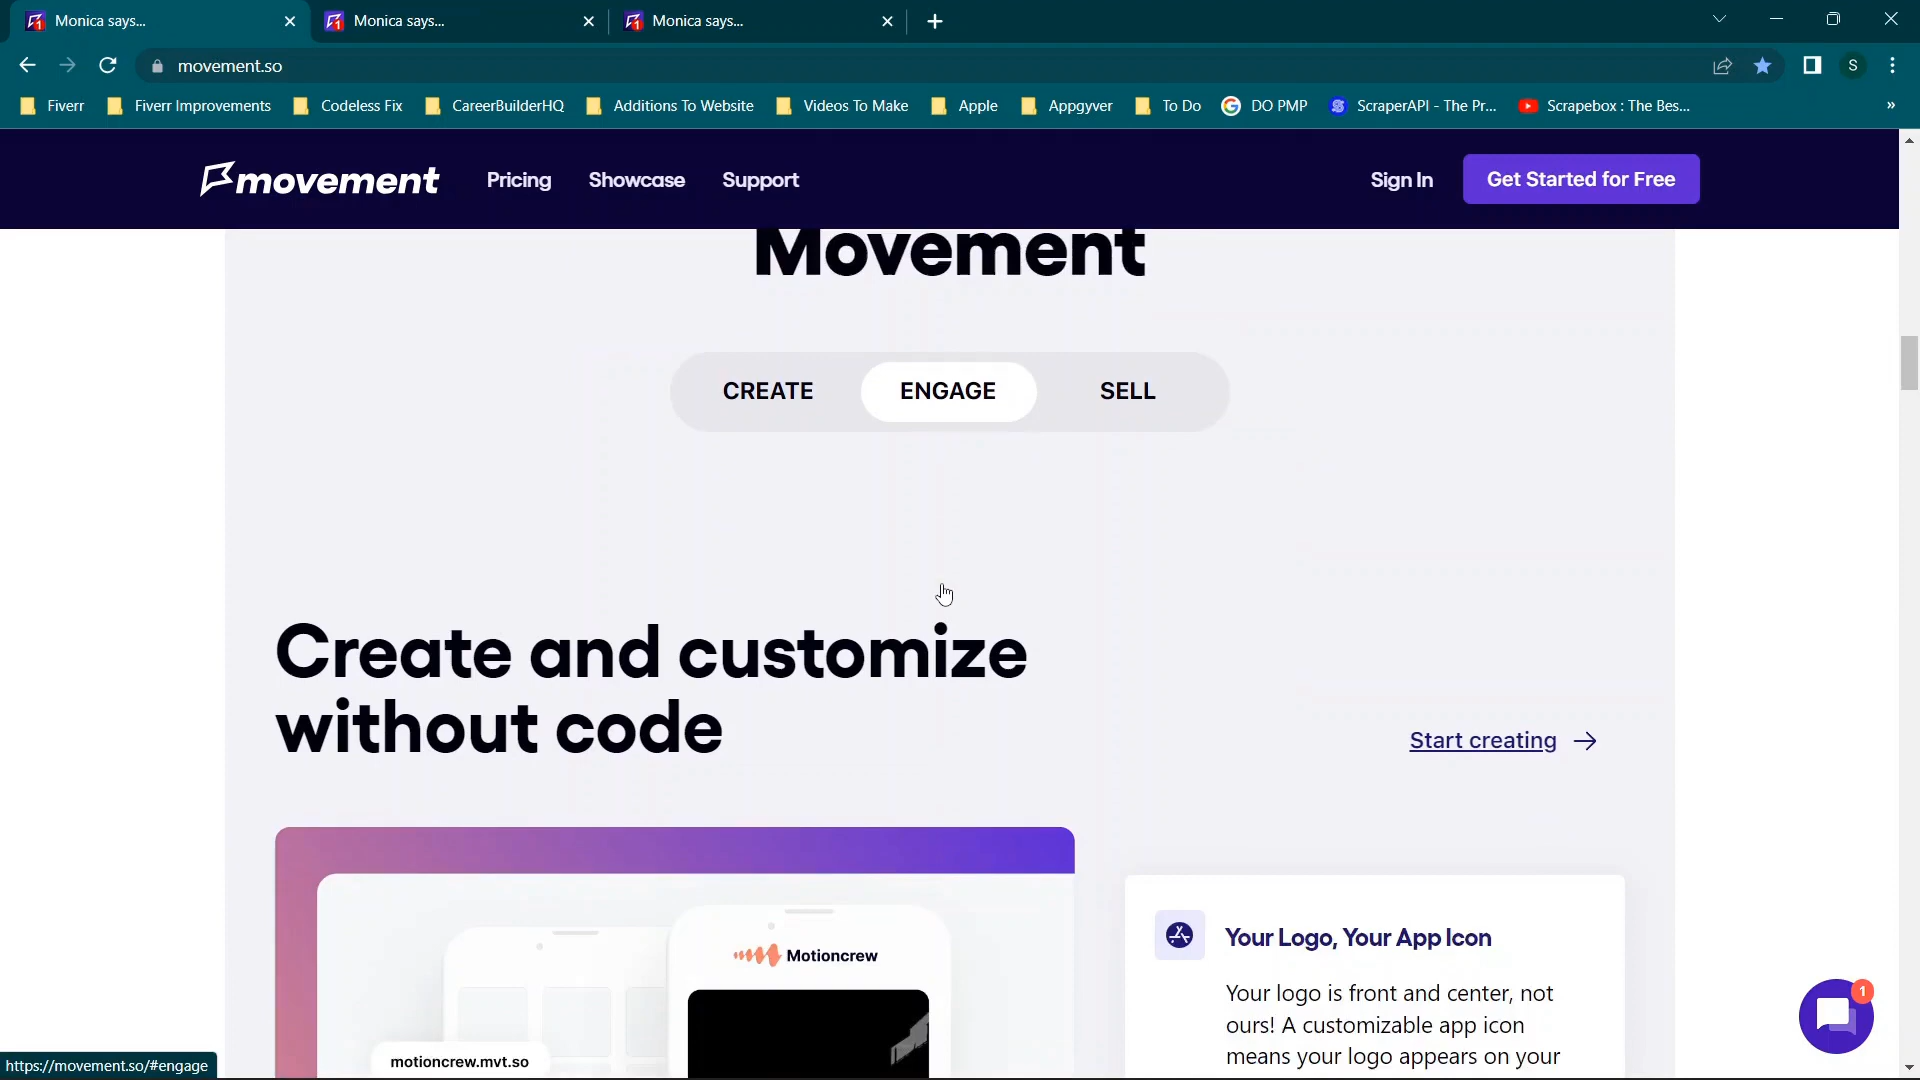 Monica says... Monica says... Monica says...
movement.so S
Fiverr Fiverr Improvements Codeless Fix CareerBuilderHQ Additions To Website Videos To Make Apple Appgyver To Do DO PMP ScraperAPI - The Pr... Scrapebox : The Bes... »
movement Pricing Showcase Support Sign In Get Started for Free
Movement
CREATE ENGAGE SELL
Create and customize
without code
Start creating →
Motioncrew
motioncrew.mvt.so
Your Logo, Your App Icon
Your logo is front and center, not
ours! A customizable app icon
means your logo appears on your
1
https://movement.so/#engage